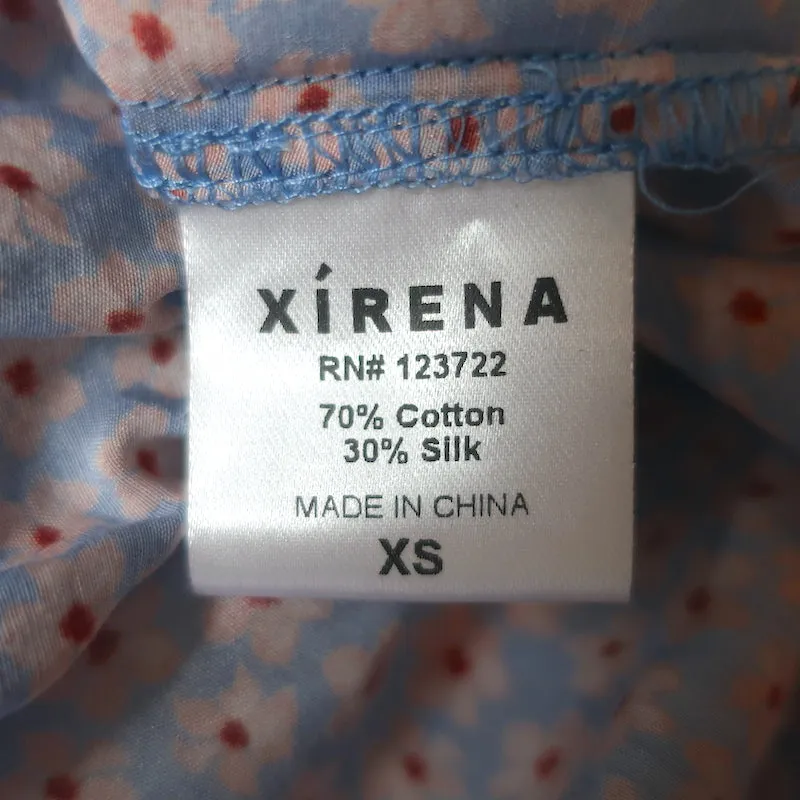 XÍRENA
RN# 123722
70% Cotton
30% Silk
MADE IN CHINA
XS